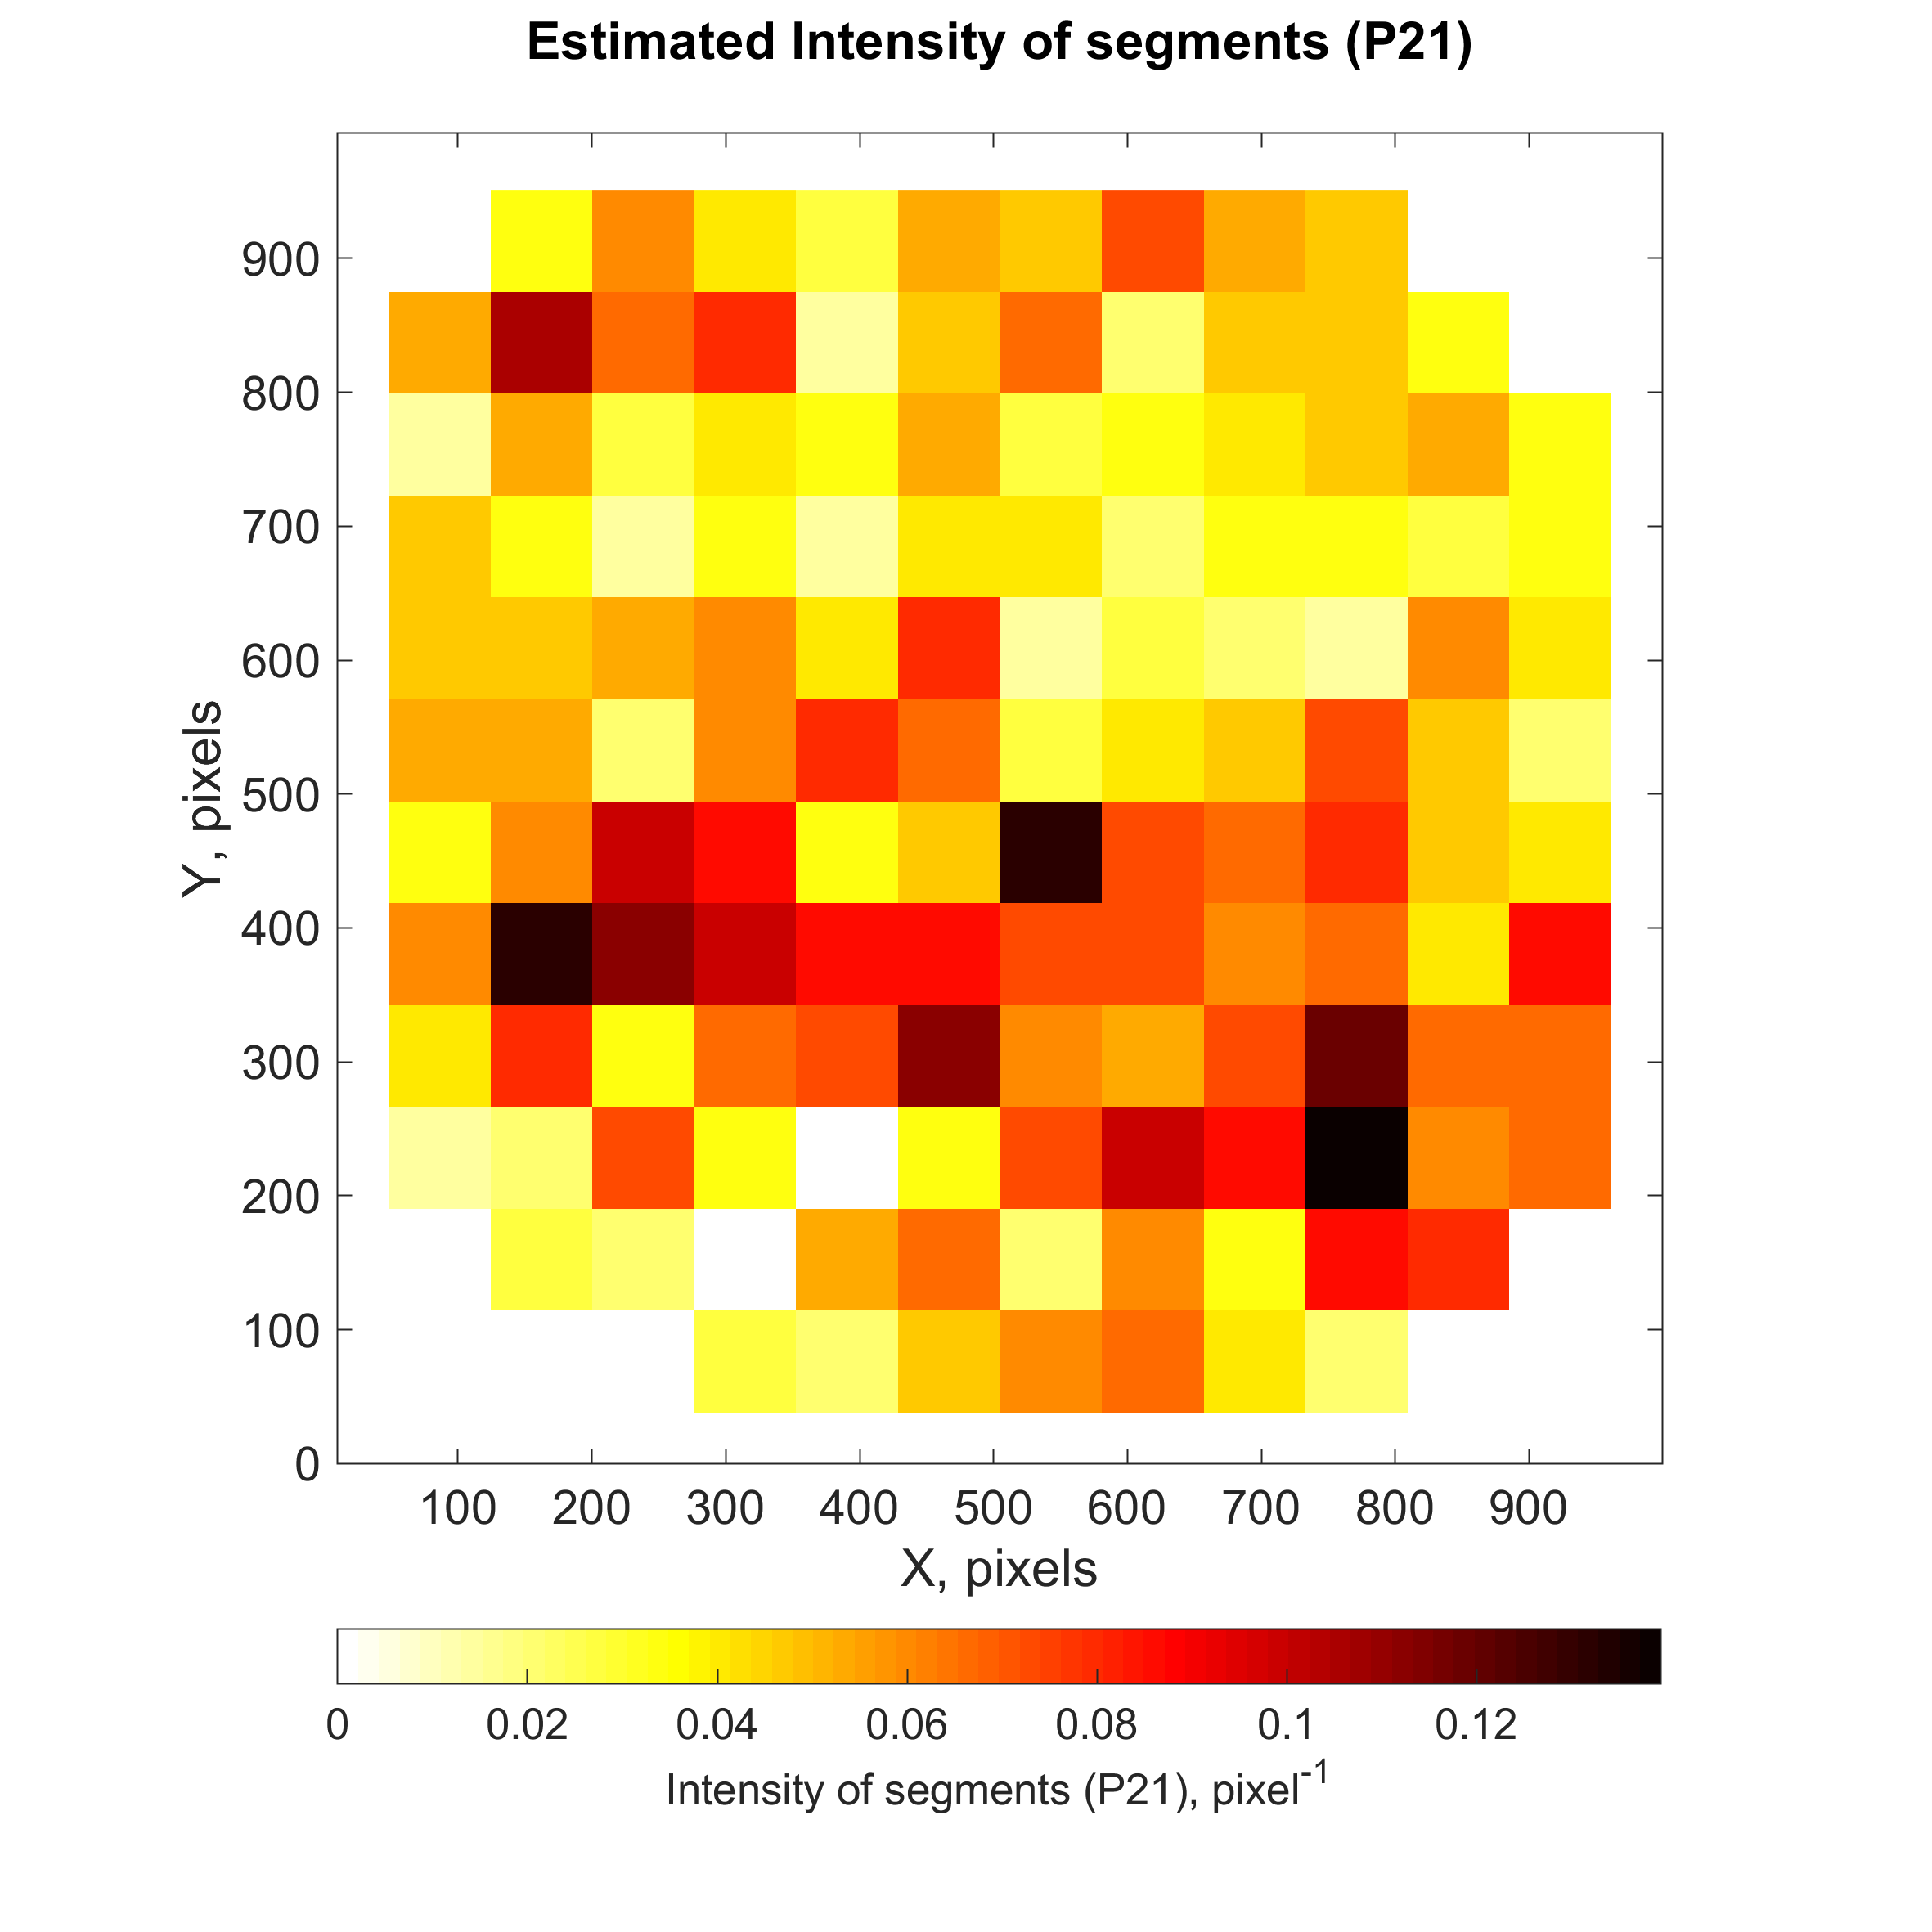 Estimated Intensity of segments (P21)
900
800
700
600
500
400
300
200
100
0
Y, pixels
100 200 300 400 500 600 700 800 900
X, pixels
0 0.02 0.04 0.06 0.08 0.1 0.12
Intensity of segments (P21), pixel-1